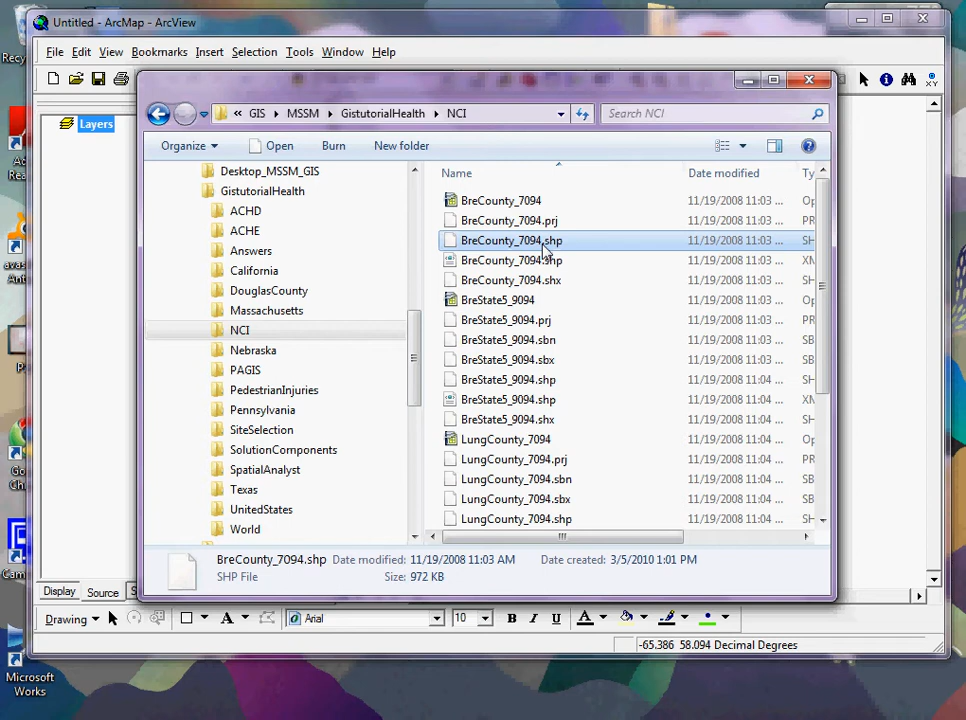 Untitled - ArcMap - ArcView
Recy
File Edit View Bookmarks Insert Selection Tools Window Help
« GIS MSSM GistutorialHealth NCI
Search NCI
Layers
Organize Open Burn New folder
Desktop_MSSM_GIS
GistutorialHealth
ACHD
ACHE
Answers
California
DouglasCounty
Massachusetts
NCI
Nebraska
PAGIS
PedestrianInjuries
Pennsylvania
SiteSelection
SolutionComponents
SpatialAnalyst
Texas
UnitedStates
World
Name Date modified Ty
BreCounty_7094 11/19/2008 11:03 ... Op
BreCounty_7094.prj 11/19/2008 11:03 ... PR
BreCounty_7094.shp 11/19/2008 11:03 ... SH
BreCounty_7094.shp 11/19/2008 11:03 ... XM
BreCounty_7094.shx 11/19/2008 11:03 ... SH
BreState5_9094 11/19/2008 11:03 ... Op
BreState5_9094.prj 11/19/2008 11:03 ... PR
BreState5_9094.sbn 11/19/2008 11:03 ... SB
BreState5_9094.sbx 11/19/2008 11:03 ... SB
BreState5_9094.shp 11/19/2008 11:04 ... SH
BreState5_9094.shp 11/19/2008 11:04 ... XM
BreState5_9094.shx 11/19/2008 11:04 ... SH
LungCounty_7094 11/19/2008 11:04 ... Op
LungCounty_7094.prj 11/19/2008 11:04 ... PR
LungCounty_7094.sbn 11/19/2008 11:04 ... SB
LungCounty_7094.sbx 11/19/2008 11:04 ... SB
LungCounty_7094.shp 11/19/2008 11:04 ... SH
BreCounty_7094.shp Date modified: 11/19/2008 11:03 AM Date created: 3/5/2010 1:01 PM
SHP File Size: 972 KB
Display Source S
Drawing A Arial 10 B I U A
-65.386 58.094 Decimal Degrees
Ad
Rea
avas
Ant
P
Go
Ch
Cam
Microsoft
Works